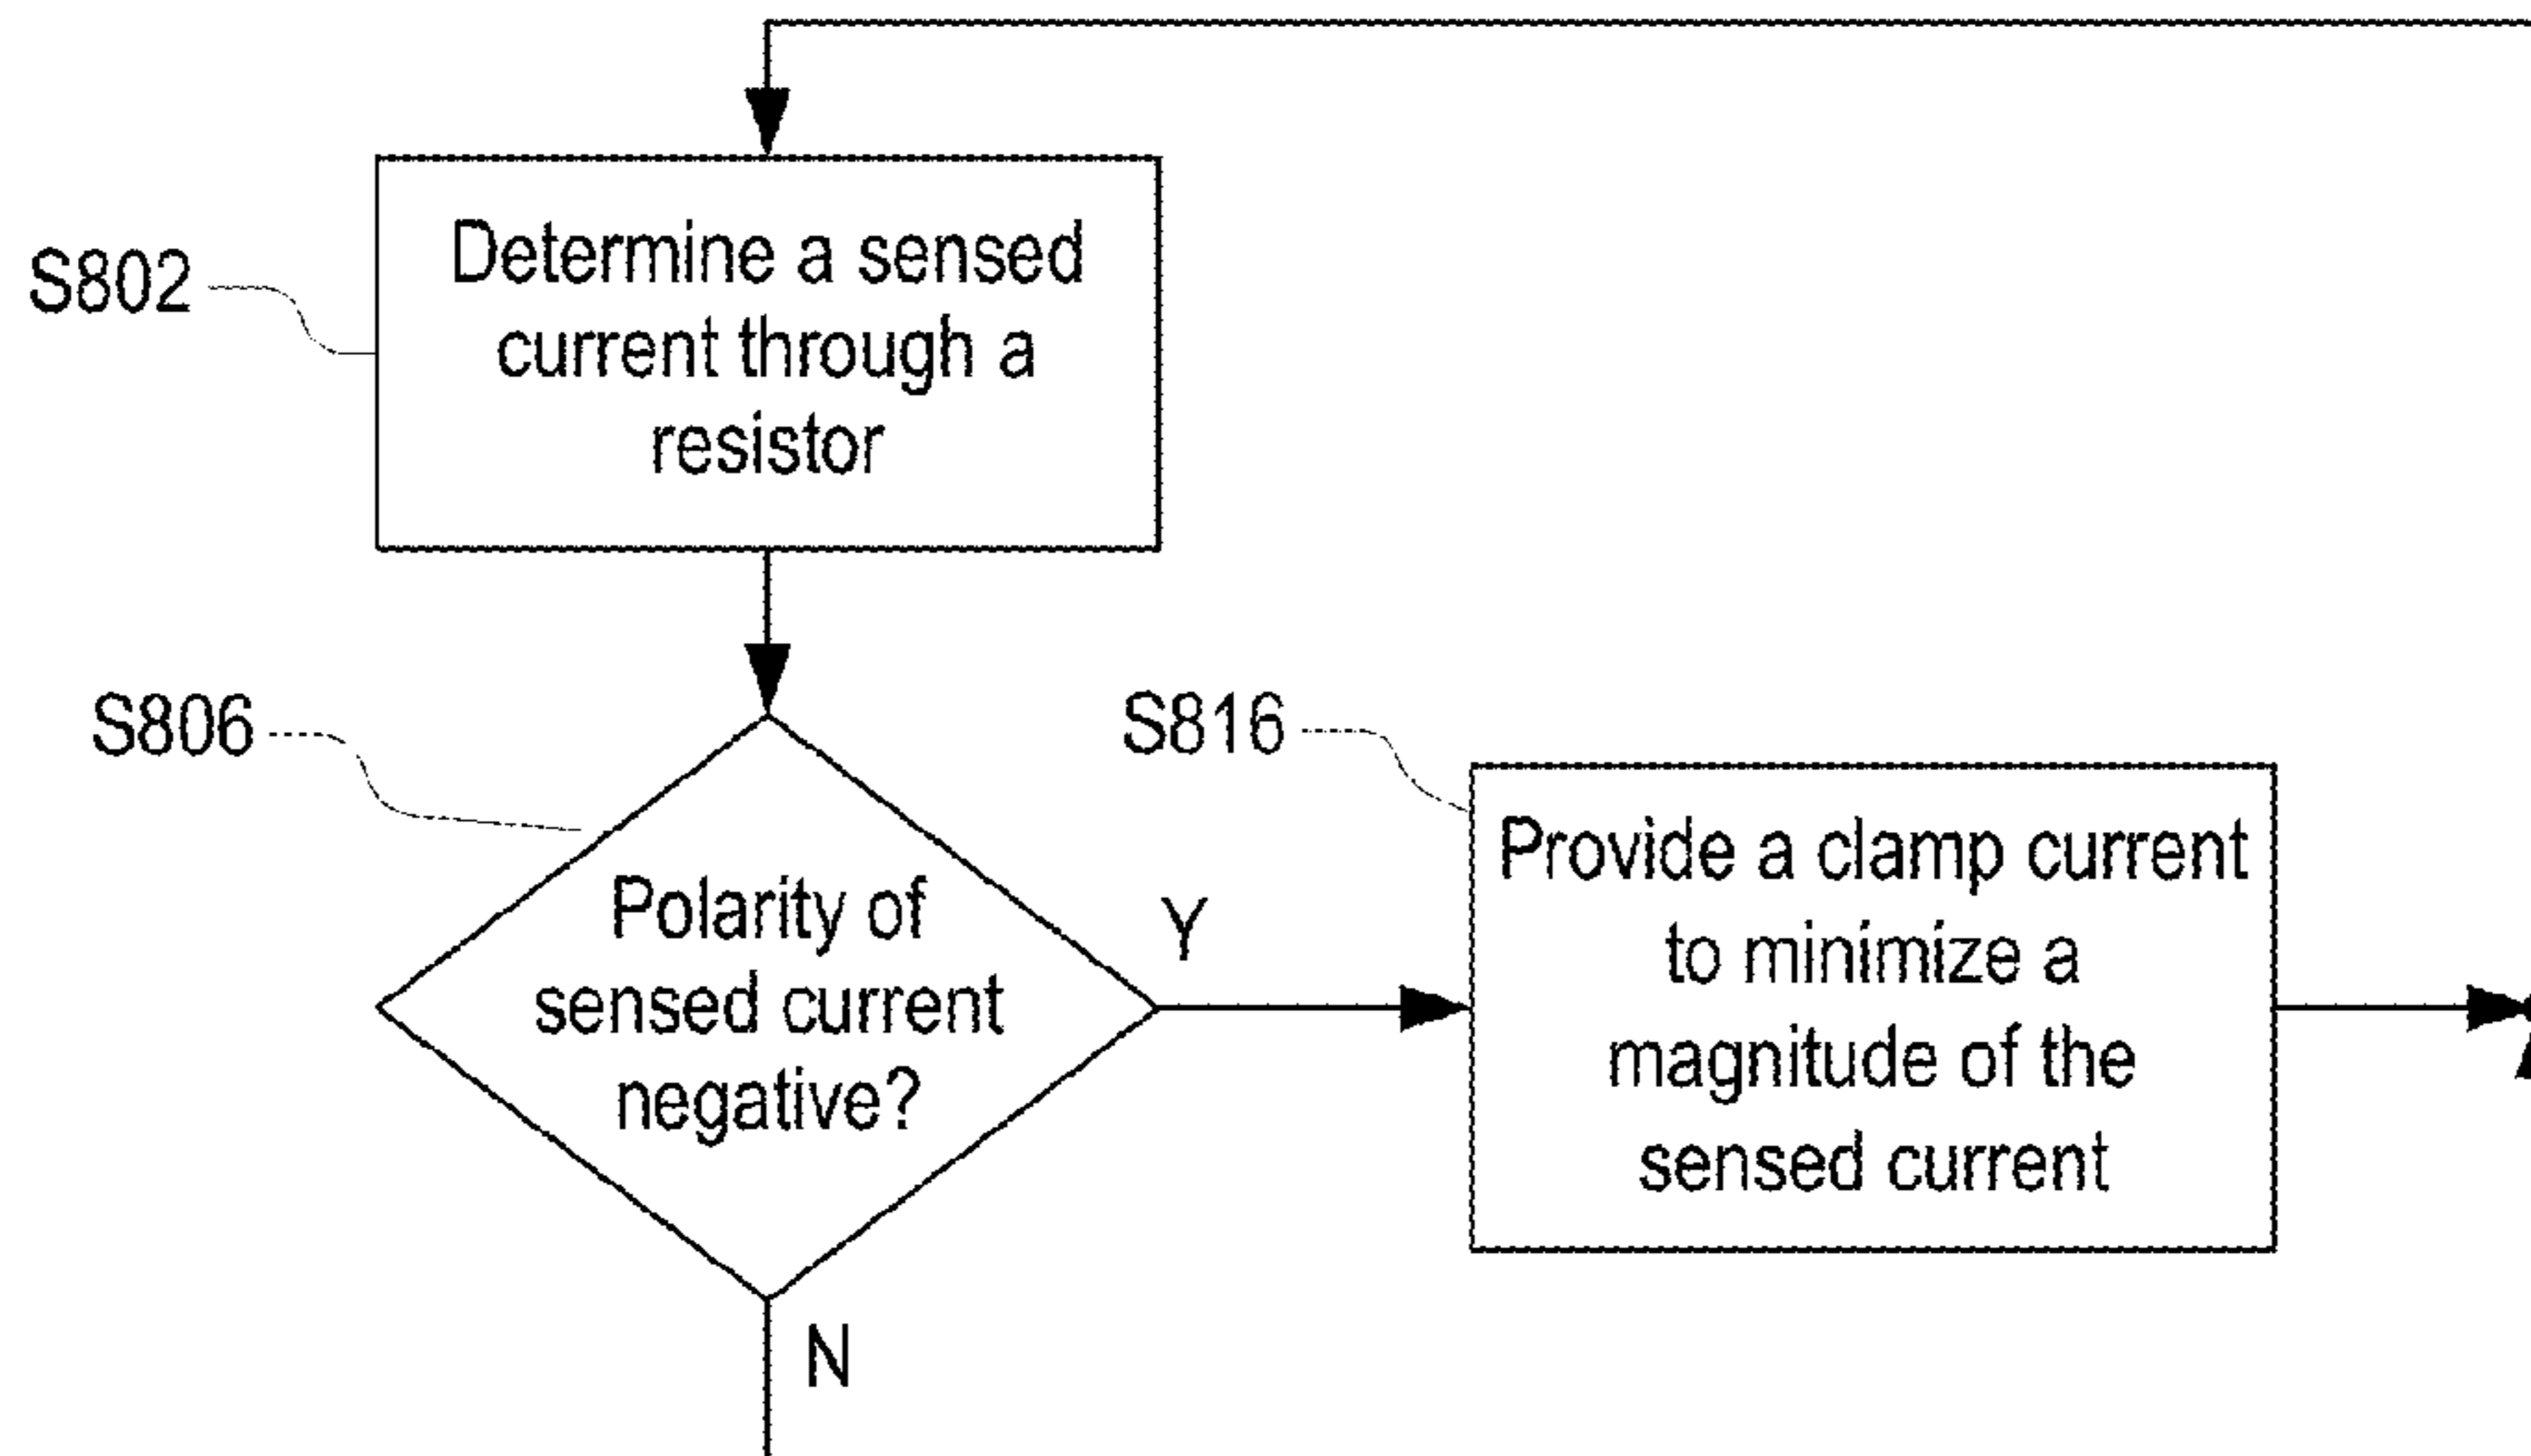 S802
Determine a sensed
current through a
resistor
S806
Polarity of
sensed current
negative?
Y
N
S816
Provide a clamp current
to minimize a
magnitude of the
sensed current